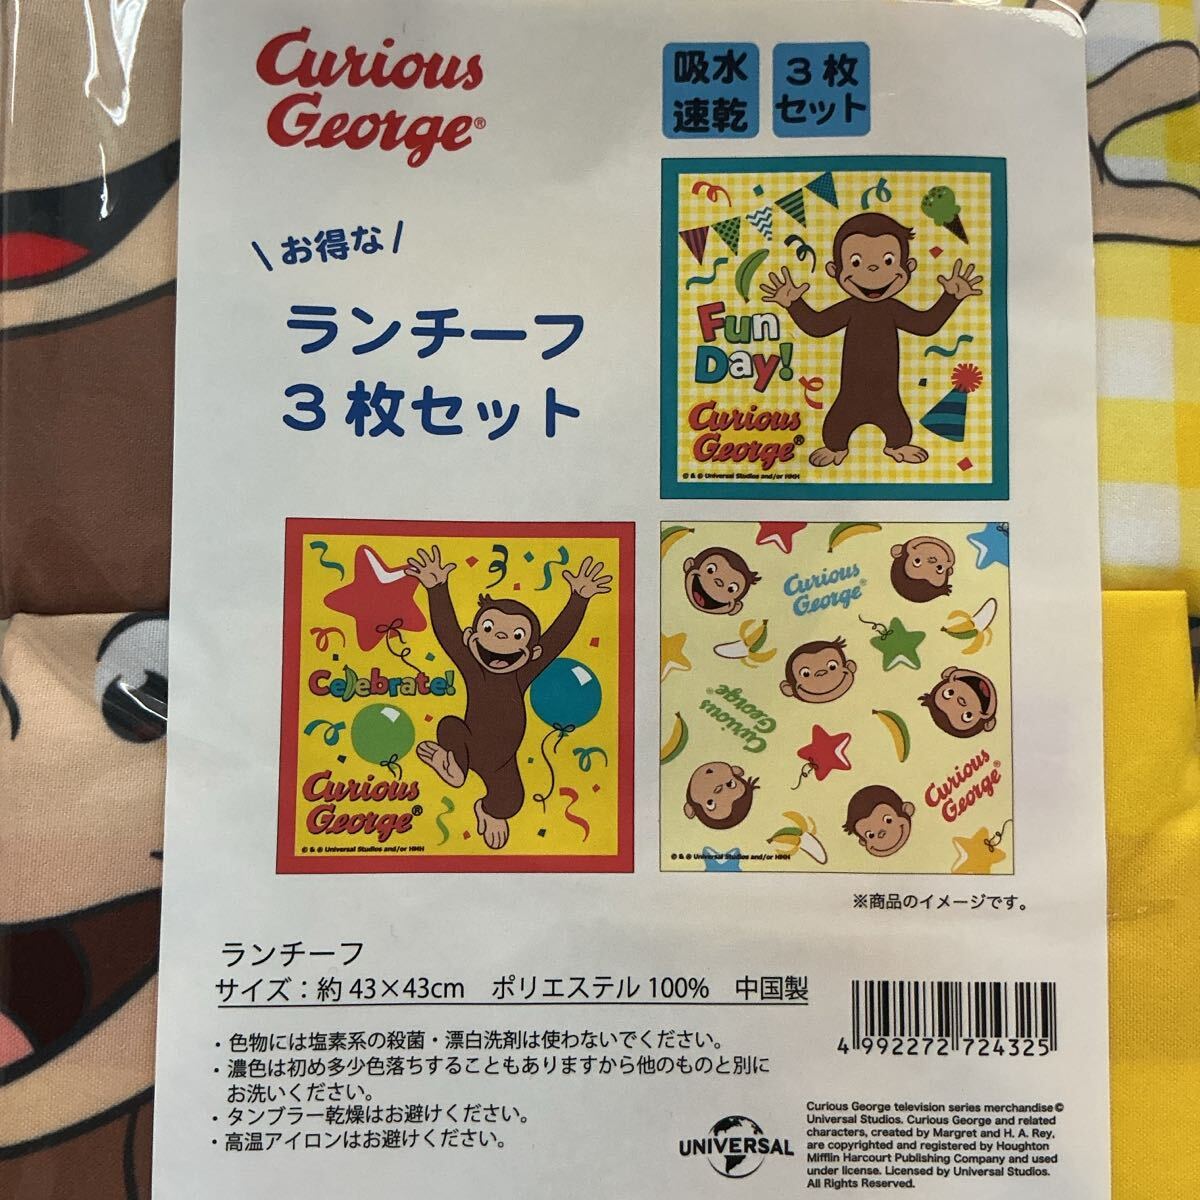 Curious
George®
吸水
速乾
3枚
セット
\お得な/
ランチーフ
3枚セット
Fun
Day!
Curious
George®
© & ® Universal Studios and/or HMH
Celebrate!
Curious
George®
© & ® Universal Studios and/or HMH
Curious
George®
Curious
George®
Curious
George®
© & ® Universal Studios and/or HMH
※商品のイメージです。
ランチーフ
サイズ：約43×43cm ポリエステル100% 中国製
・色物には塩素系の殺菌・漂白洗剤は使わないでください。
・濃色は初め多少色落ちすることもありますから他のものと別に
お洗いください。
・タンブラー乾燥はお避けください。
・高温アイロンはお避けください。
4 992272 724325
UNIVERSAL
Curious George television series merchandise©
Universal Studios. Curious George and related
characters, created by Margret and H. A. Rey,
are copyrighted and registered by Houghton
Mifflin Harcourt Publishing Company and used
under license. Licensed by Universal Studios.
All Rights Reserved.